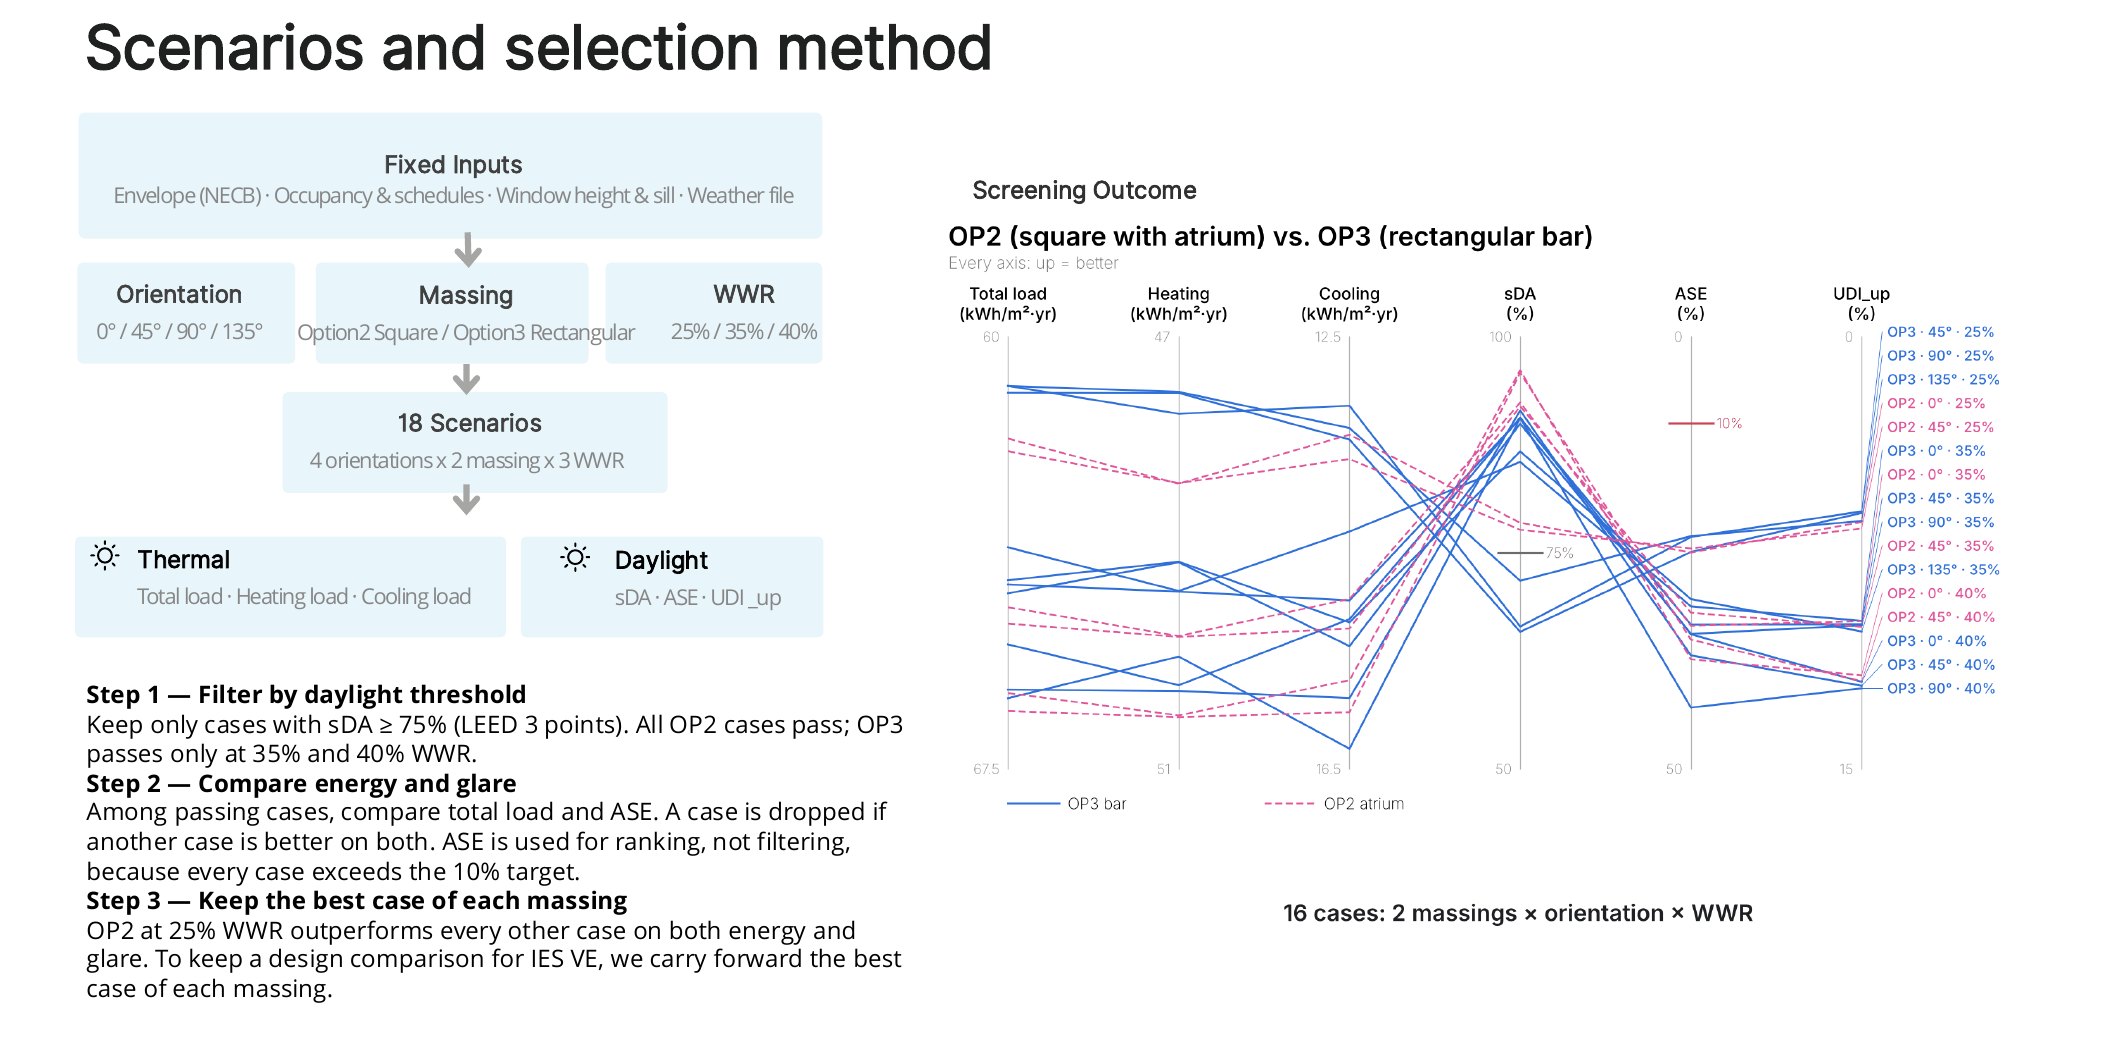 Scenarios and selection method
Fixed Inputs
Envelope (NECB) · Occupancy & schedules · Window height & sill · Weather file
Orientation
0° / 45° / 90° / 135°
Massing
Option2 Square / Option3 Rectangular
WWR
25% / 35% / 40%
18 Scenarios
4 orientations x 2 massing x 3 WWR
Thermal
Total load · Heating load · Cooling load
Daylight
sDA · ASE · UDI _up
Step 1 — Filter by daylight threshold
Keep only cases with sDA ≥ 75% (LEED 3 points). All OP2 cases pass; OP3
passes only at 35% and 40% WWR.
Step 2 — Compare energy and glare
Among passing cases, compare total load and ASE. A case is dropped if
another case is better on both. ASE is used for ranking, not filtering,
because every case exceeds the 10% target.
Step 3 — Keep the best case of each massing
OP2 at 25% WWR outperforms every other case on both energy and
glare. To keep a design comparison for IES VE, we carry forward the best
case of each massing.
Screening Outcome
OP2 (square with atrium) vs. OP3 (rectangular bar)
Every axis: up = better
Total load
(kWh/m²·yr)
Heating
(kWh/m²·yr)
Cooling
(kWh/m²·yr)
sDA
(%)
ASE
(%)
UDI_up
(%)
60
47
12.5
100
0
0
10%
75%
67.5
51
16.5
50
50
15
OP3 · 45° · 25%
OP3 · 90° · 25%
OP3 · 135° · 25%
OP2 · 0° · 25%
OP2 · 45° · 25%
OP3 · 0° · 35%
OP2 · 0° · 35%
OP3 · 45° · 35%
OP3 · 90° · 35%
OP2 · 45° · 35%
OP3 · 135° · 35%
OP2 · 0° · 40%
OP2 · 45° · 40%
OP3 · 0° · 40%
OP3 · 45° · 40%
OP3 · 90° · 40%
OP3 bar
OP2 atrium
16 cases: 2 massings × orientation × WWR